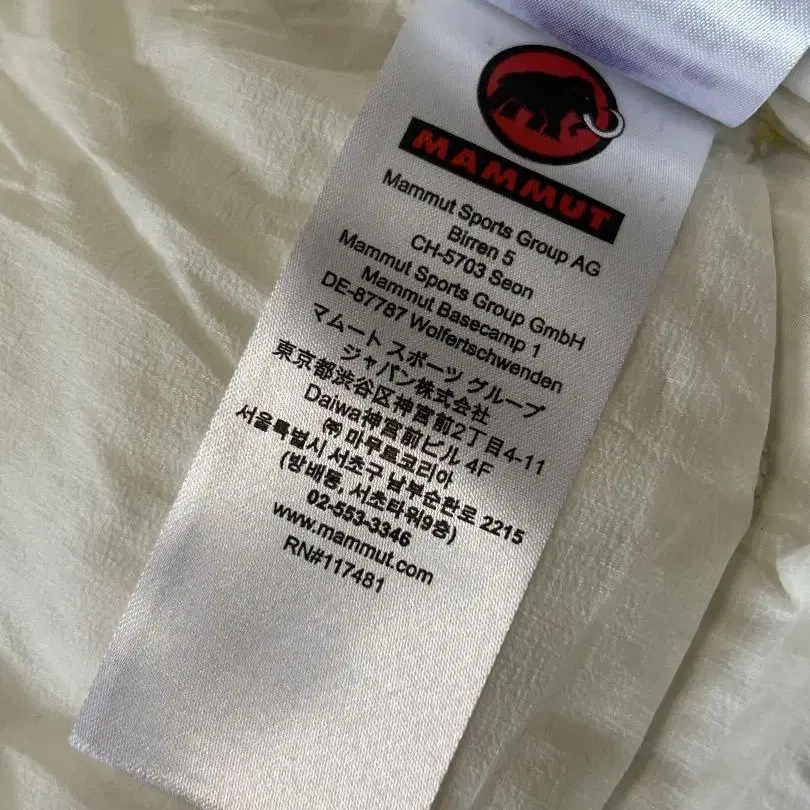 MAMMUT
Mammut Sports Group AG
Birren 5
CH-5703 Seon
Mammut Sports Group GmbH
Mammut Basecamp 1
DE-87787 Wolfertschwenden
マムート スポーツ グループ
ジャパン株式会社
東京都渋谷区神宮前2丁目4-11
Daiwa神宮前ビル 4F
㈜ 마무트코리아
서울특별시 서초구 남부순환로 2215
(방배동, 서초타워9층)
02-553-3346
www.mammut.com
RN#117481